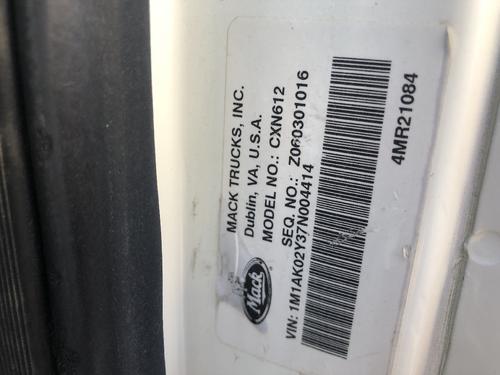 MACK TRUCKS, INC.
Dublin, VA, U.S.A.
MODEL NO.: CXN612
SEQ. NO.: Z060301016
Mack
VIN: 1M1AK02Y37N004414
4MR21084